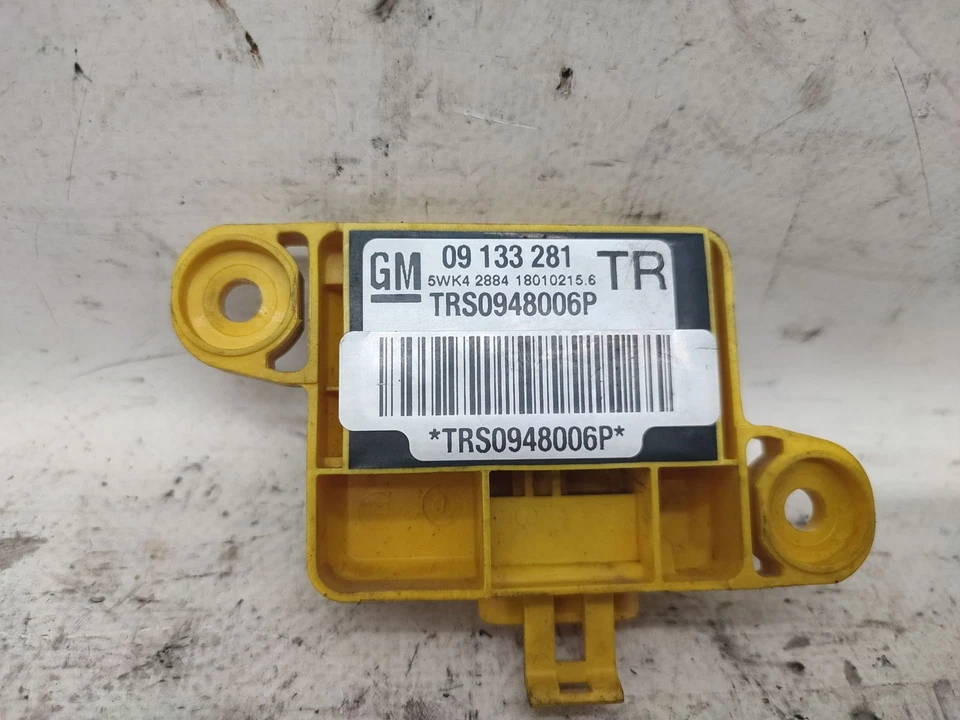 GM 09 133 281 TR
5WK4 2884 18010215.6
TRS0948006P
*TRS0948006P*